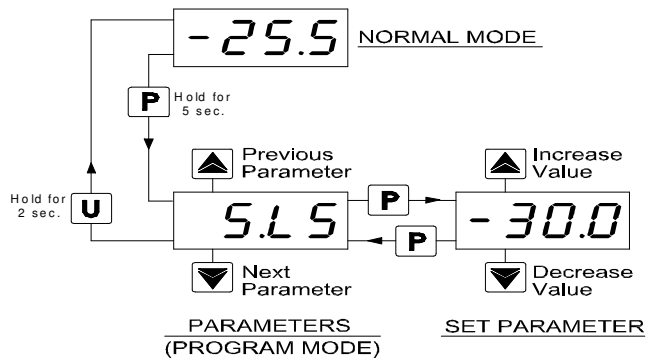 -25.5
NORMAL MODE
P
Hold for
5 sec.
Previous
Parameter
Increase
Value
Hold for
2 sec.
U
S.LS
P
P
-30.0
Next
Parameter
Decrease
Value
PARAMETERS
(PROGRAM MODE)
SET PARAMETER